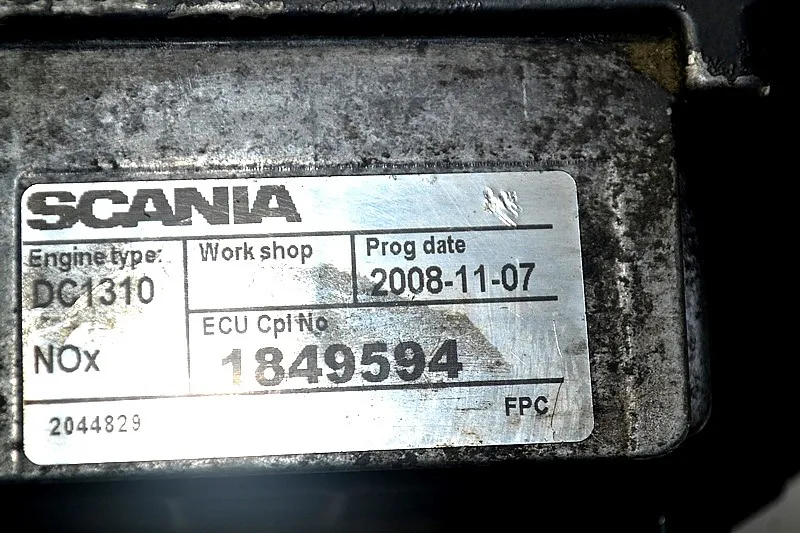 SCANIA
Engine type: Work shop Prog date
DC1310 2008-11-07
ECU Cpl No
NOx 1849594
2044829 FPC